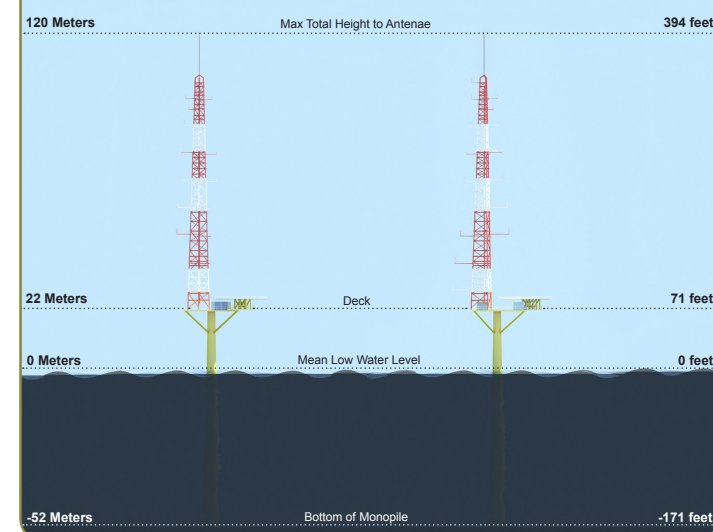 120 Meters Max Total Height to Antenae 394 feet
22 Meters Deck 71 feet
0 Meters Mean Low Water Level 0 feet
-52 Meters Bottom of Monopile -171 feet